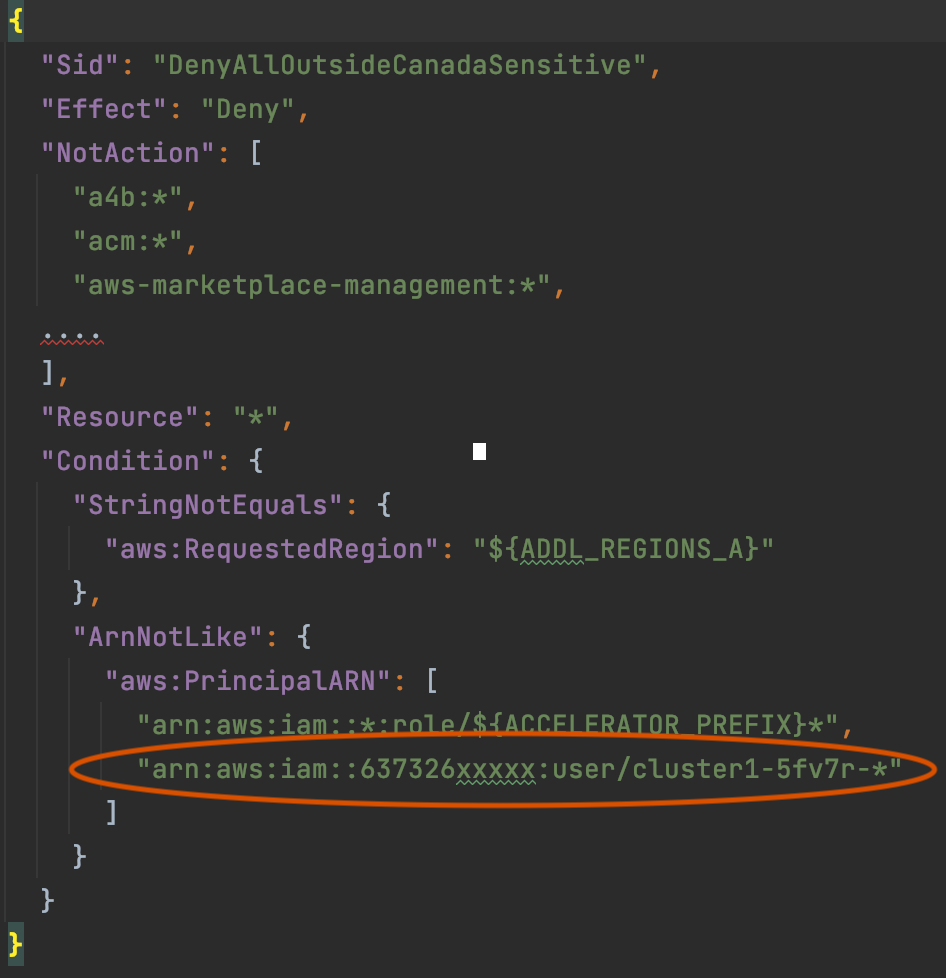 {
"Sid": "DenyAllOutsideCanadaSensitive",
"Effect": "Deny",
"NotAction": [
"a4b:*",
"acm:*",
"aws-marketplace-management:*",
....
],
"Resource": "*",
"Condition": {
"StringNotEquals": {
"aws:RequestedRegion": "${ADDL_REGIONS_A}"
},
"ArnNotLike": {
"aws:PrincipalARN": [
"arn:aws:iam::*:role/${ACCELERATOR_PREFIX}*",
"arn:aws:iam::637326xxxxx:user/cluster1-5fv7r-*"
]
}
}
}